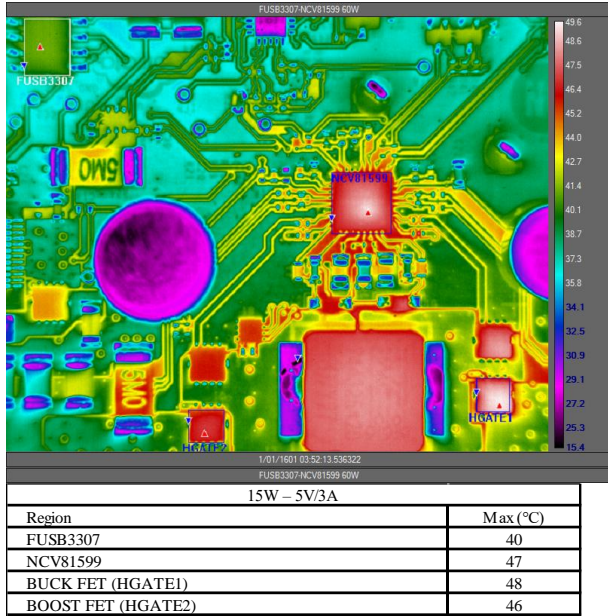 FUSB3307-NCV81599 60W
49.6
48.6
47.5
46.4
45.2
44.0
42.7
41.4
40.1
38.7
37.3
35.8
34.1
32.5
30.9
29.1
27.2
25.3
15.4
FUSB3307
5M0
NCV81599
5M0
HGATE1
HGATE2
1/01/1601 03:52:13.536322
FUSB3307-NCV81599 60W
15W – 5V/3A
Region Max (°C)
FUSB3307 40
NCV81599 47
BUCK FET (HGATE1) 48
BOOST FET (HGATE2) 46